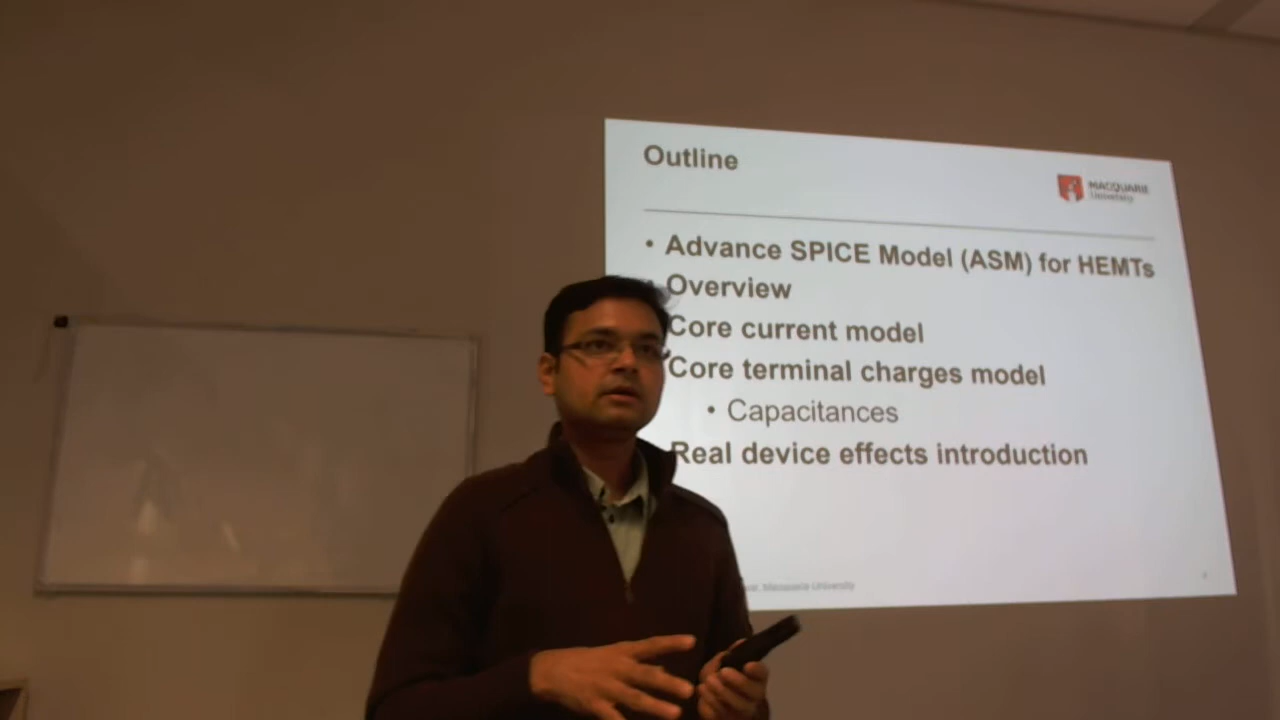 Outline
MACQUARIE
University
• Advance SPICE Model (ASM) for HEMTs
Overview
Core current model
Core terminal charges model
• Capacitances
Real device effects introduction
Macquarie University